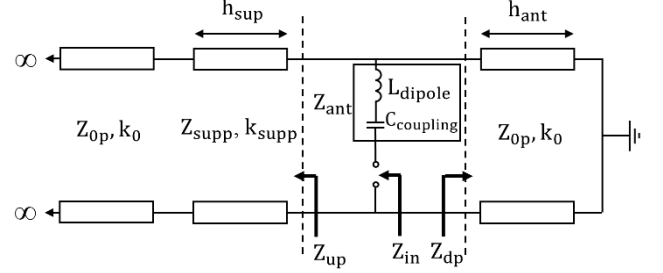 h_sup
h_ant
∞
L_dipole
Z_ant
C_coupling
Z_0p, k_0
Z_supp, k_supp
Z_0p, k_0
∞
Z_up
Z_in
Z_dp